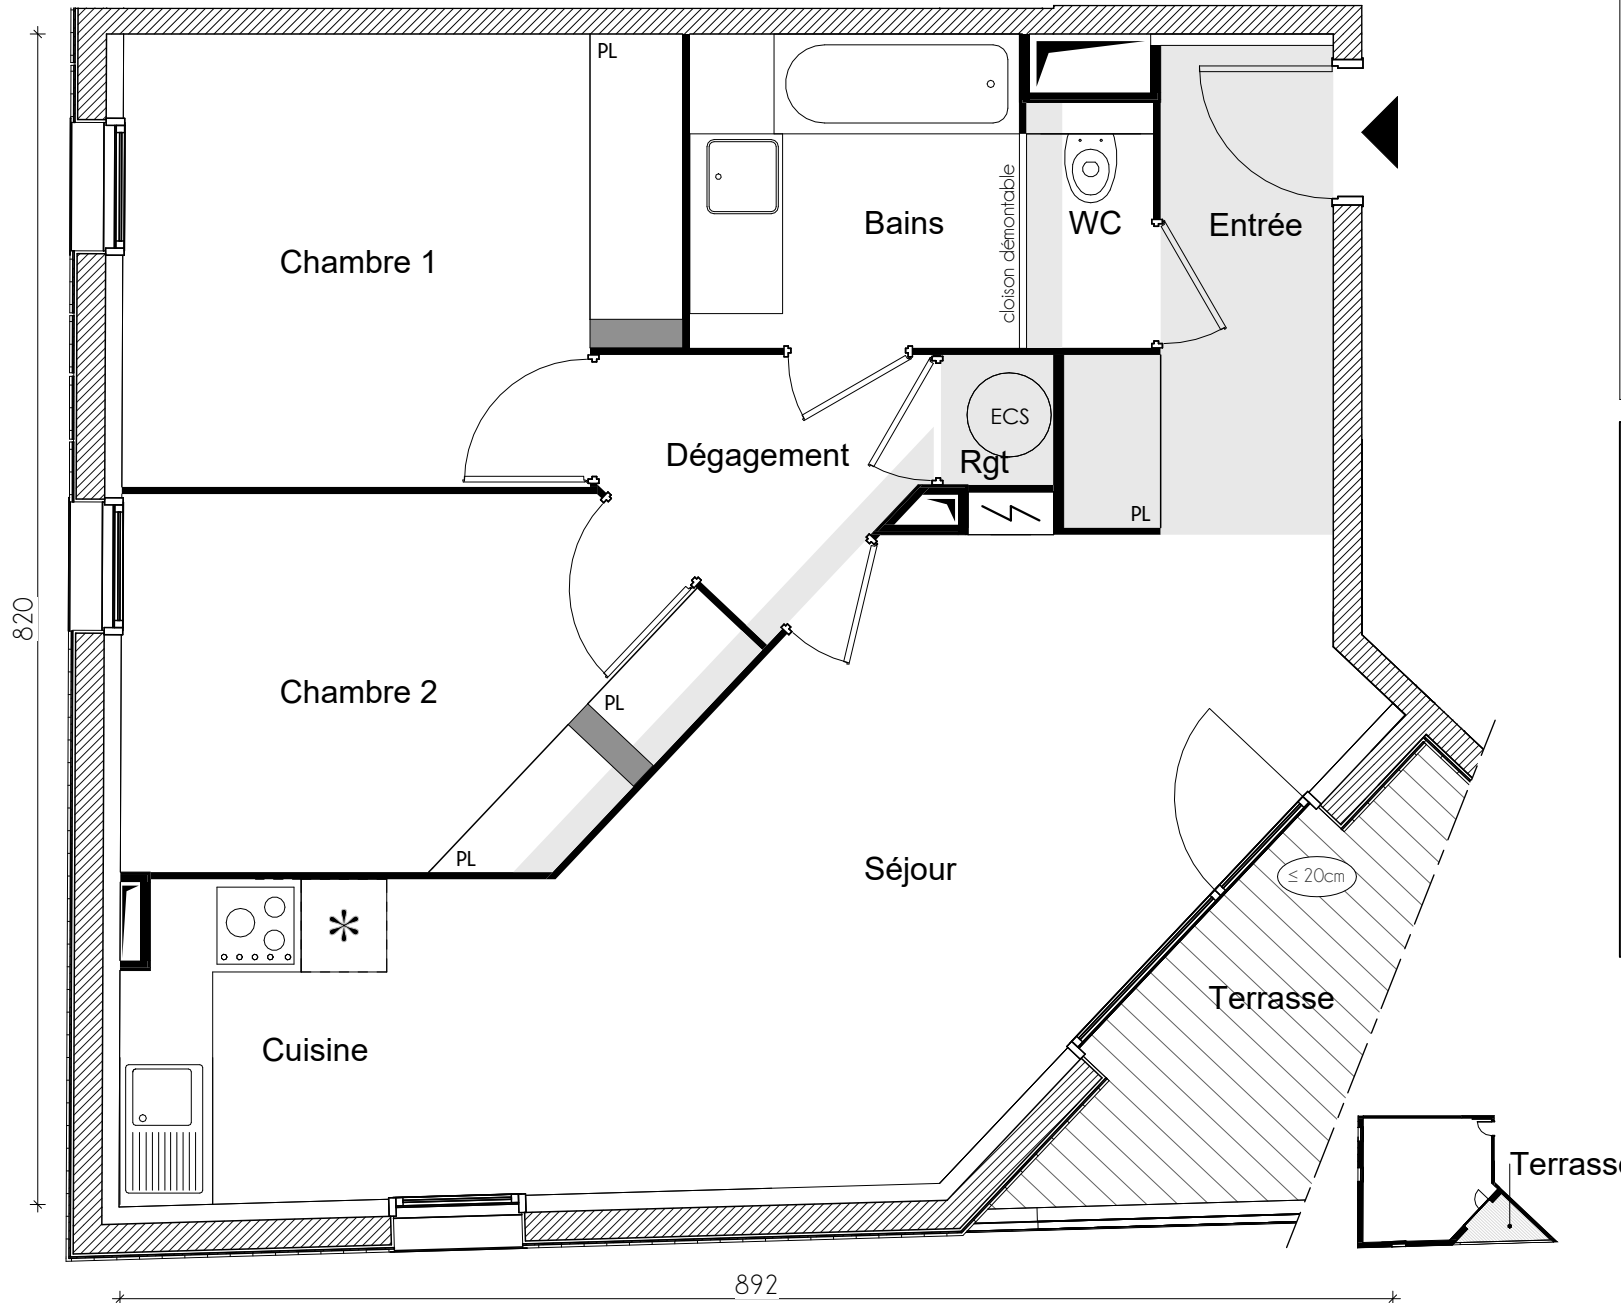 PL
Bains
cloison démontable
WC
Entrée
Chambre 1
ECS
Dégagement
Rgt
PL
820
Chambre 2
PL
PL
Séjour
≤ 20cm
*
Terrasse
Cuisine
Terrasse
892